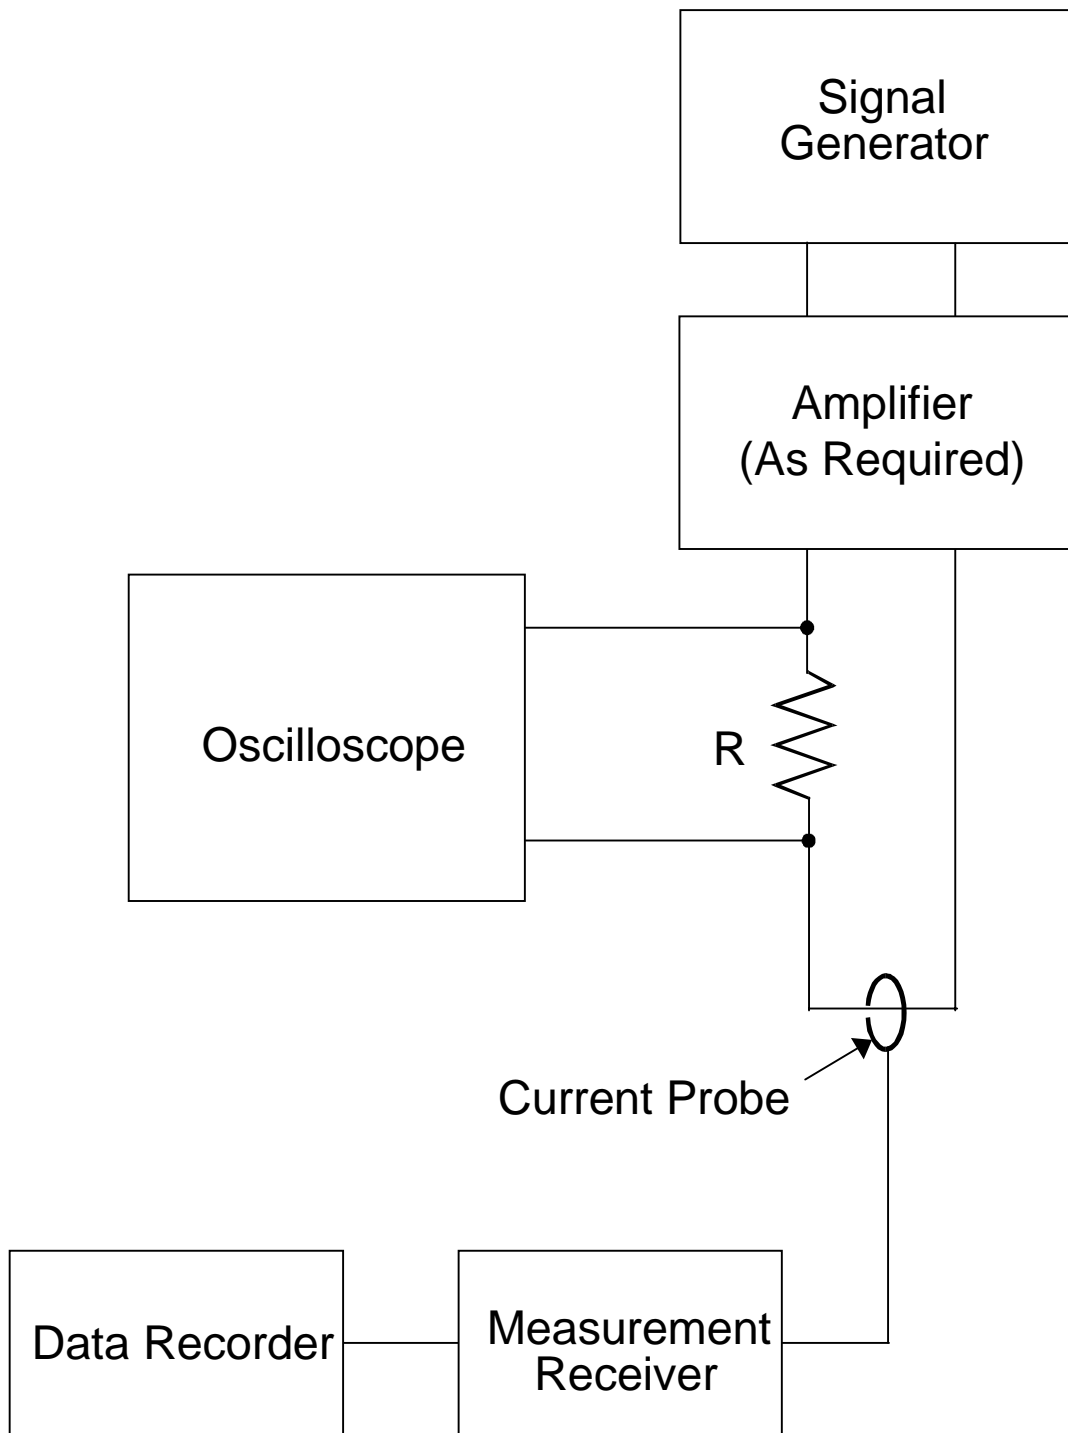 Signal
Generator
Amplifier
(As Required)
Oscilloscope
R
Current Probe
Data Recorder
Measurement
Receiver